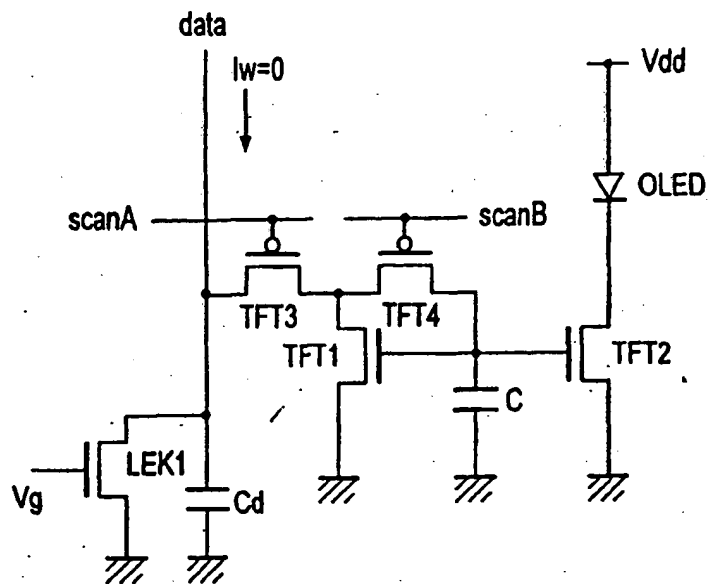 data
Iw=0
Vdd
OLED
scanA
scanB
TFT3
TFT4
TFT1
TFT2
C
LEK1
Vg
Cd